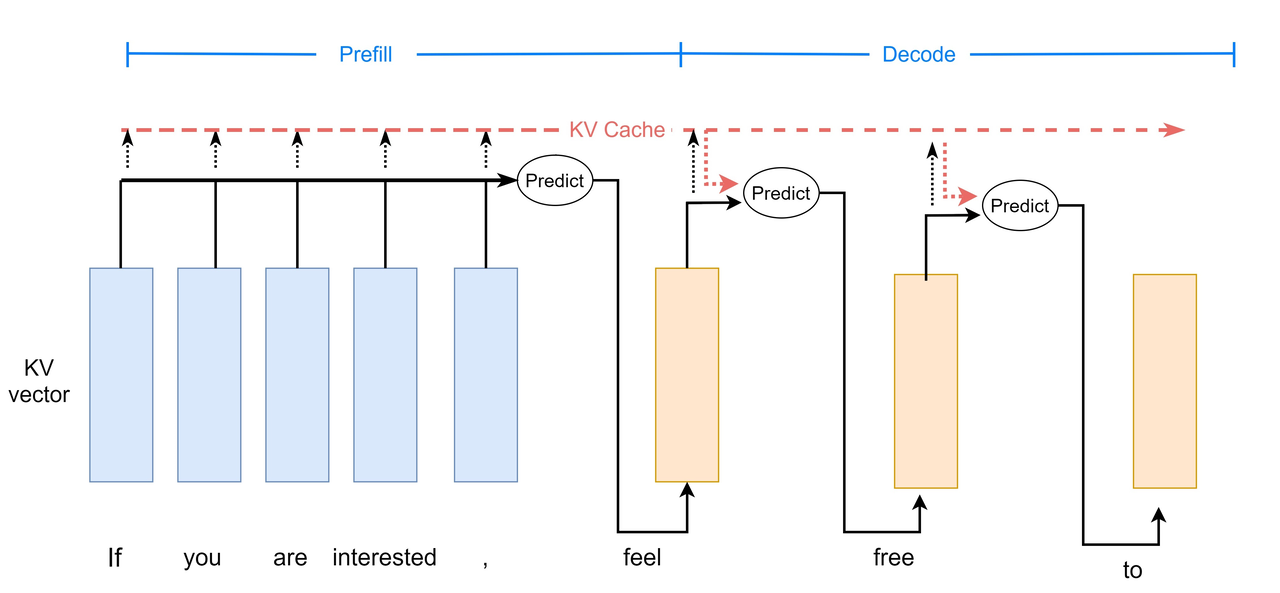 Prefill
Decode
KV Cache
Predict
Predict
Predict
KV
vector
If you are interested , feel free to